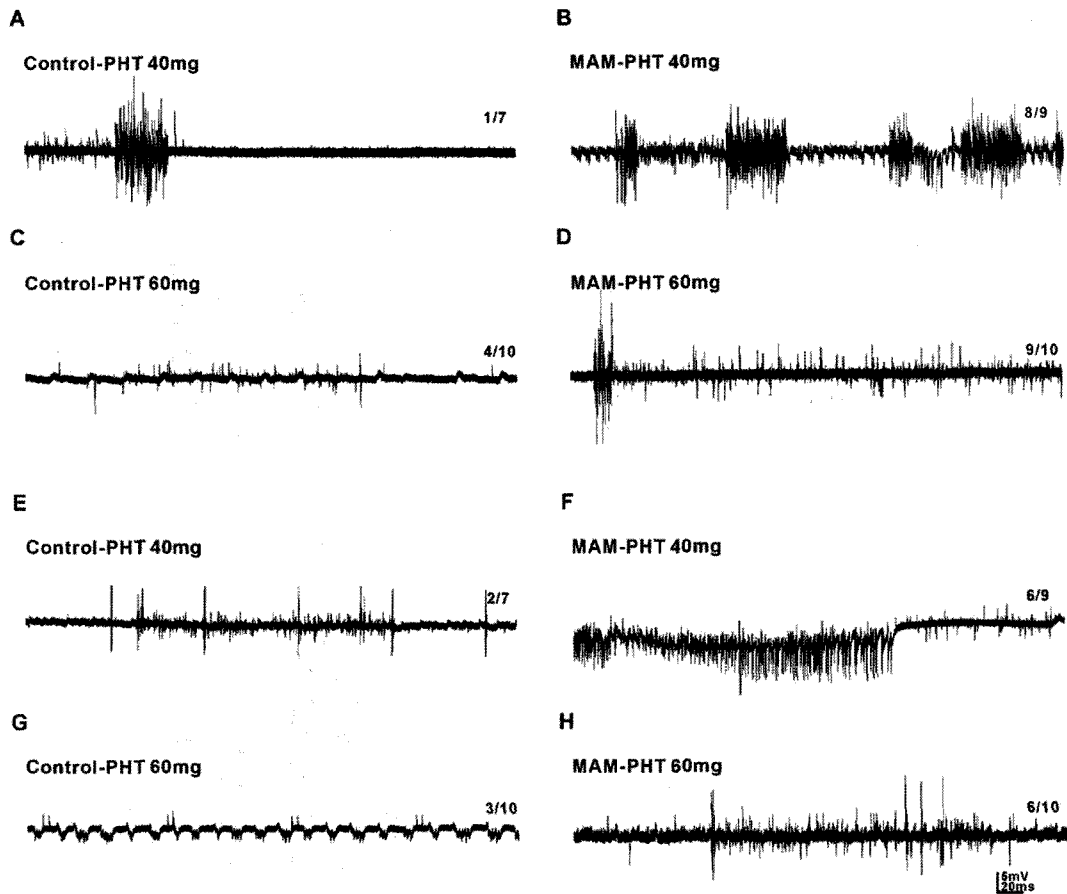 A
Control-PHT 40mg
1/7
B
MAM-PHT 40mg
8/9
C
Control-PHT 60mg
4/10
D
MAM-PHT 60mg
9/10
E
Control-PHT 40mg
2/7
F
MAM-PHT 40mg
6/9
G
Control-PHT 60mg
3/10
H
MAM-PHT 60mg
6/10
5mV
20ms